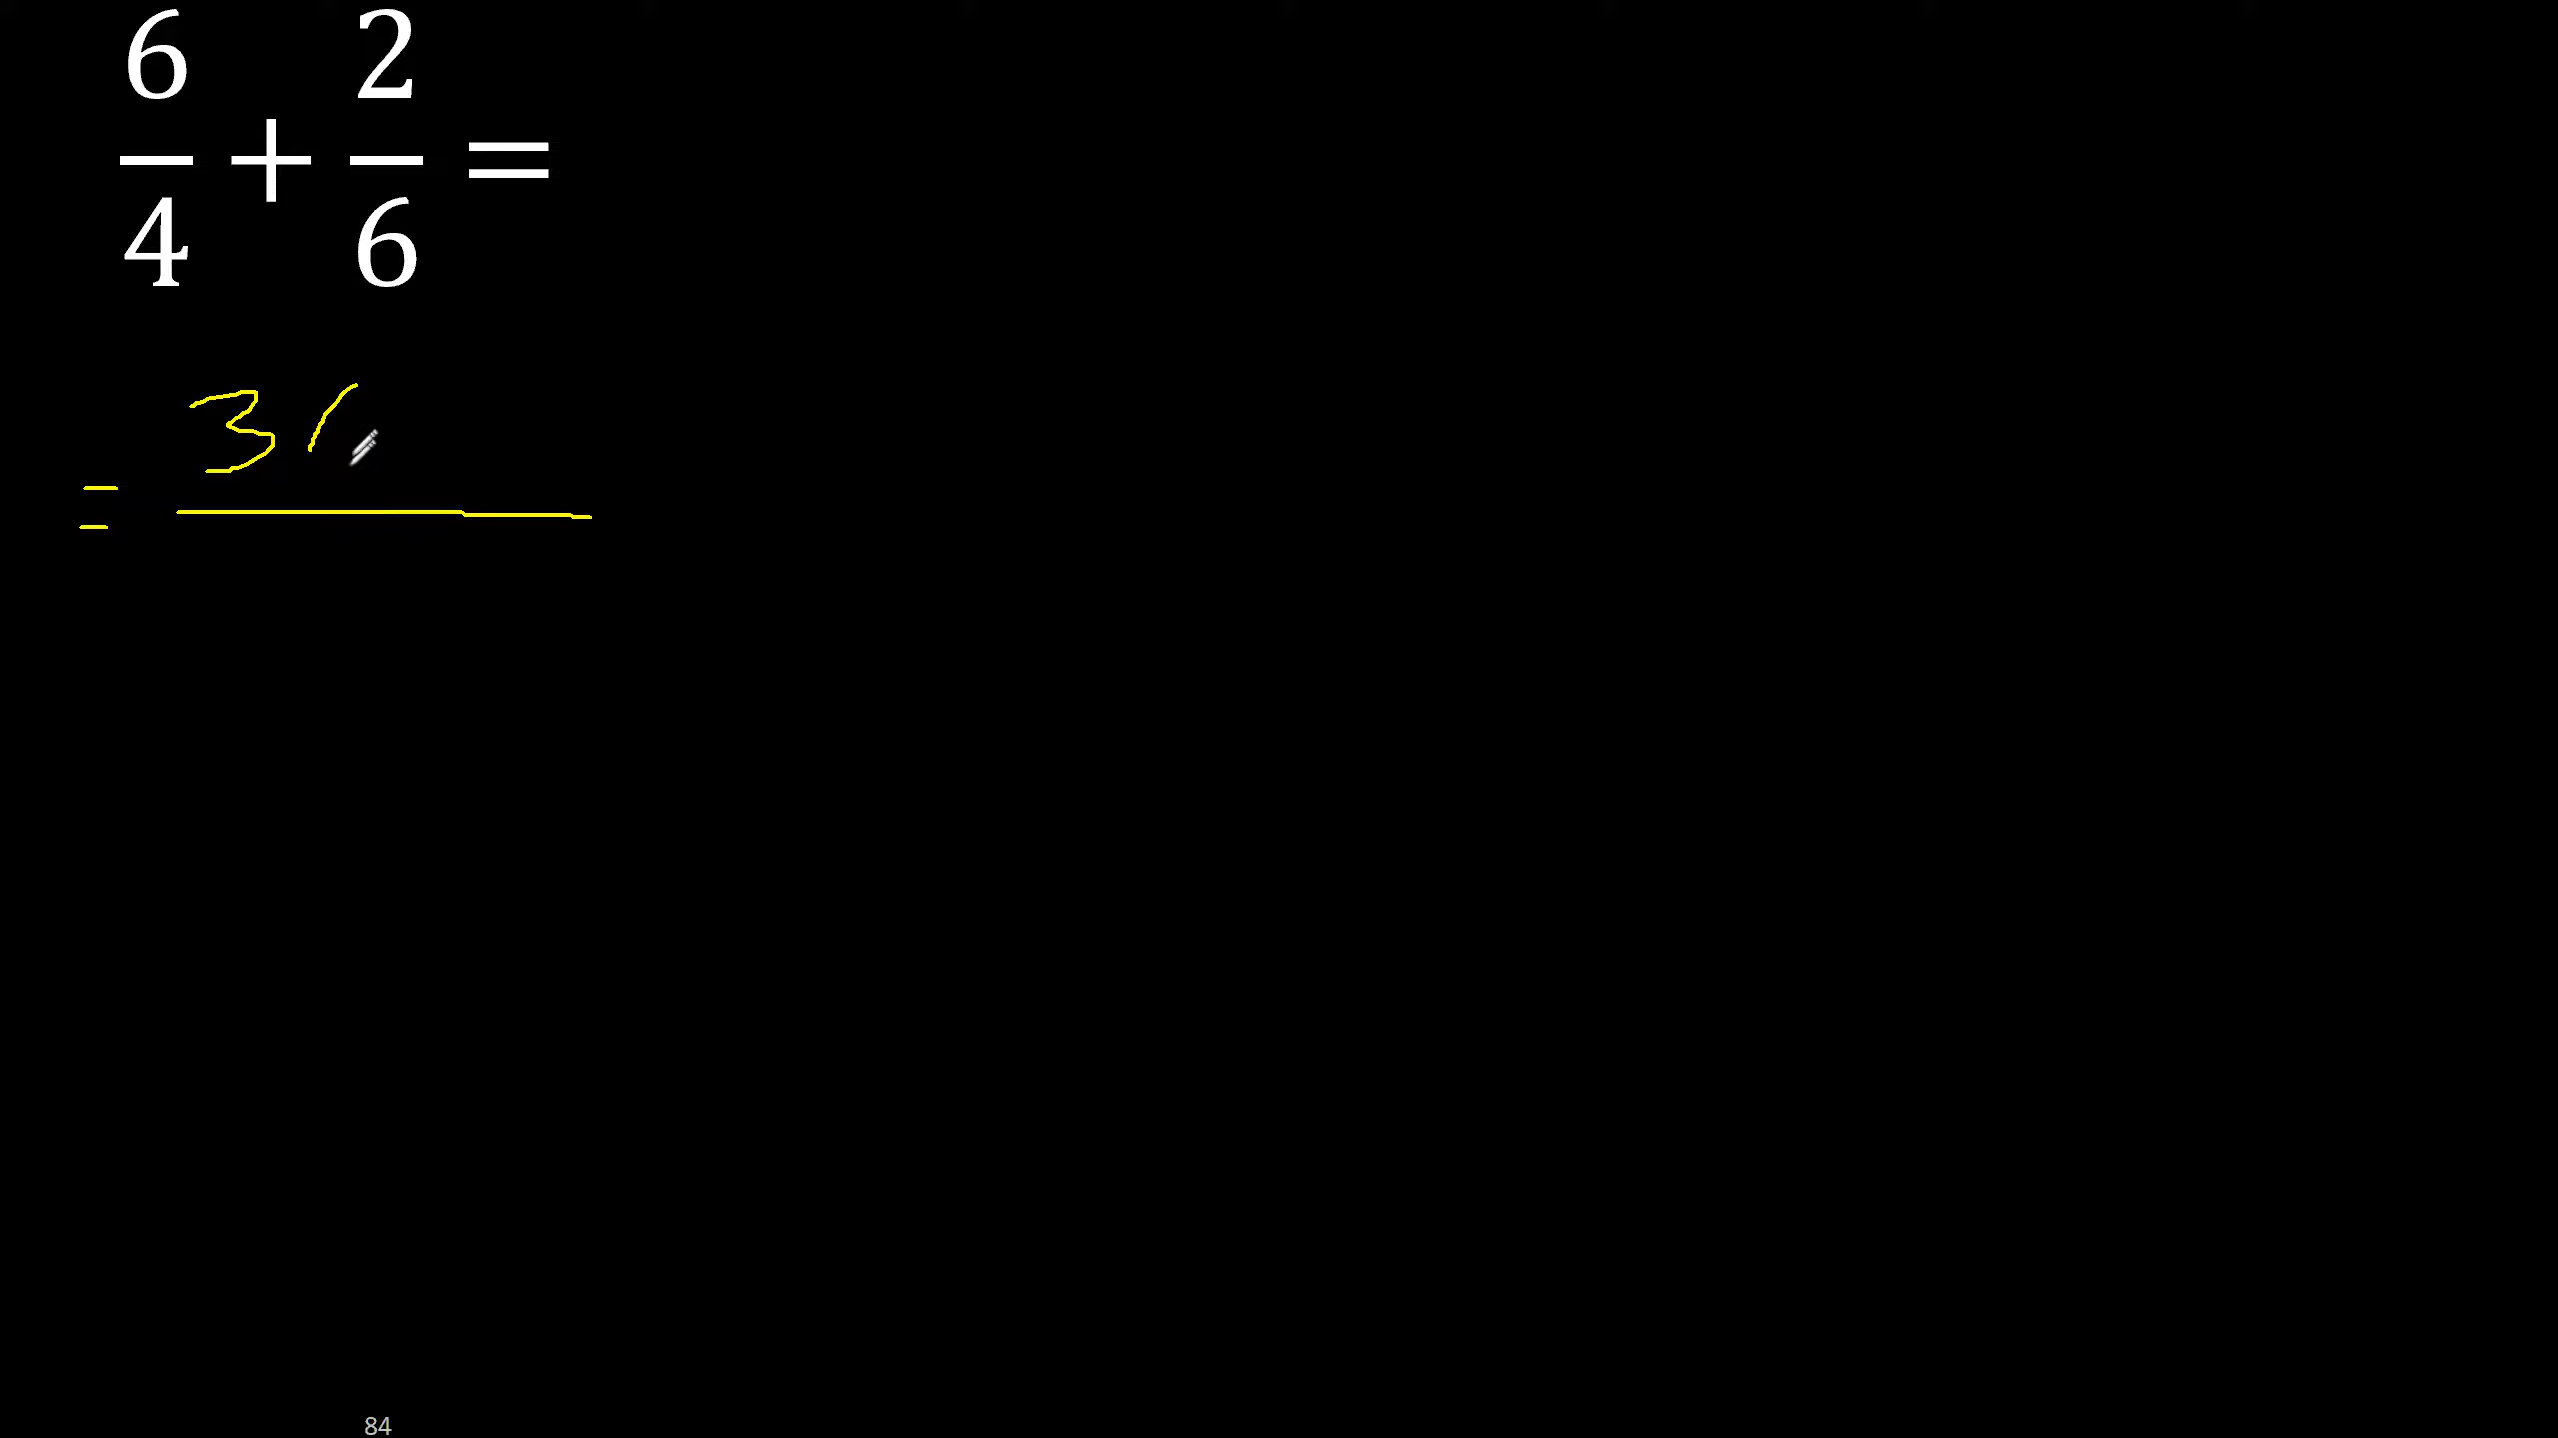 6/4 + 2/6 =
= 3
84